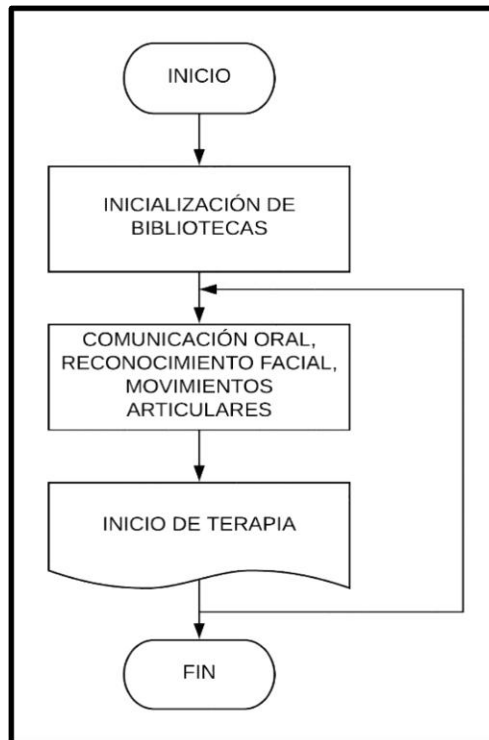 INICIO
INICIALIZACIÓN DE
BIBLIOTECAS
COMUNICACIÓN ORAL,
RECONOCIMIENTO FACIAL,
MOVIMIENTOS
ARTICULARES
INICIO DE TERAPIA
FIN